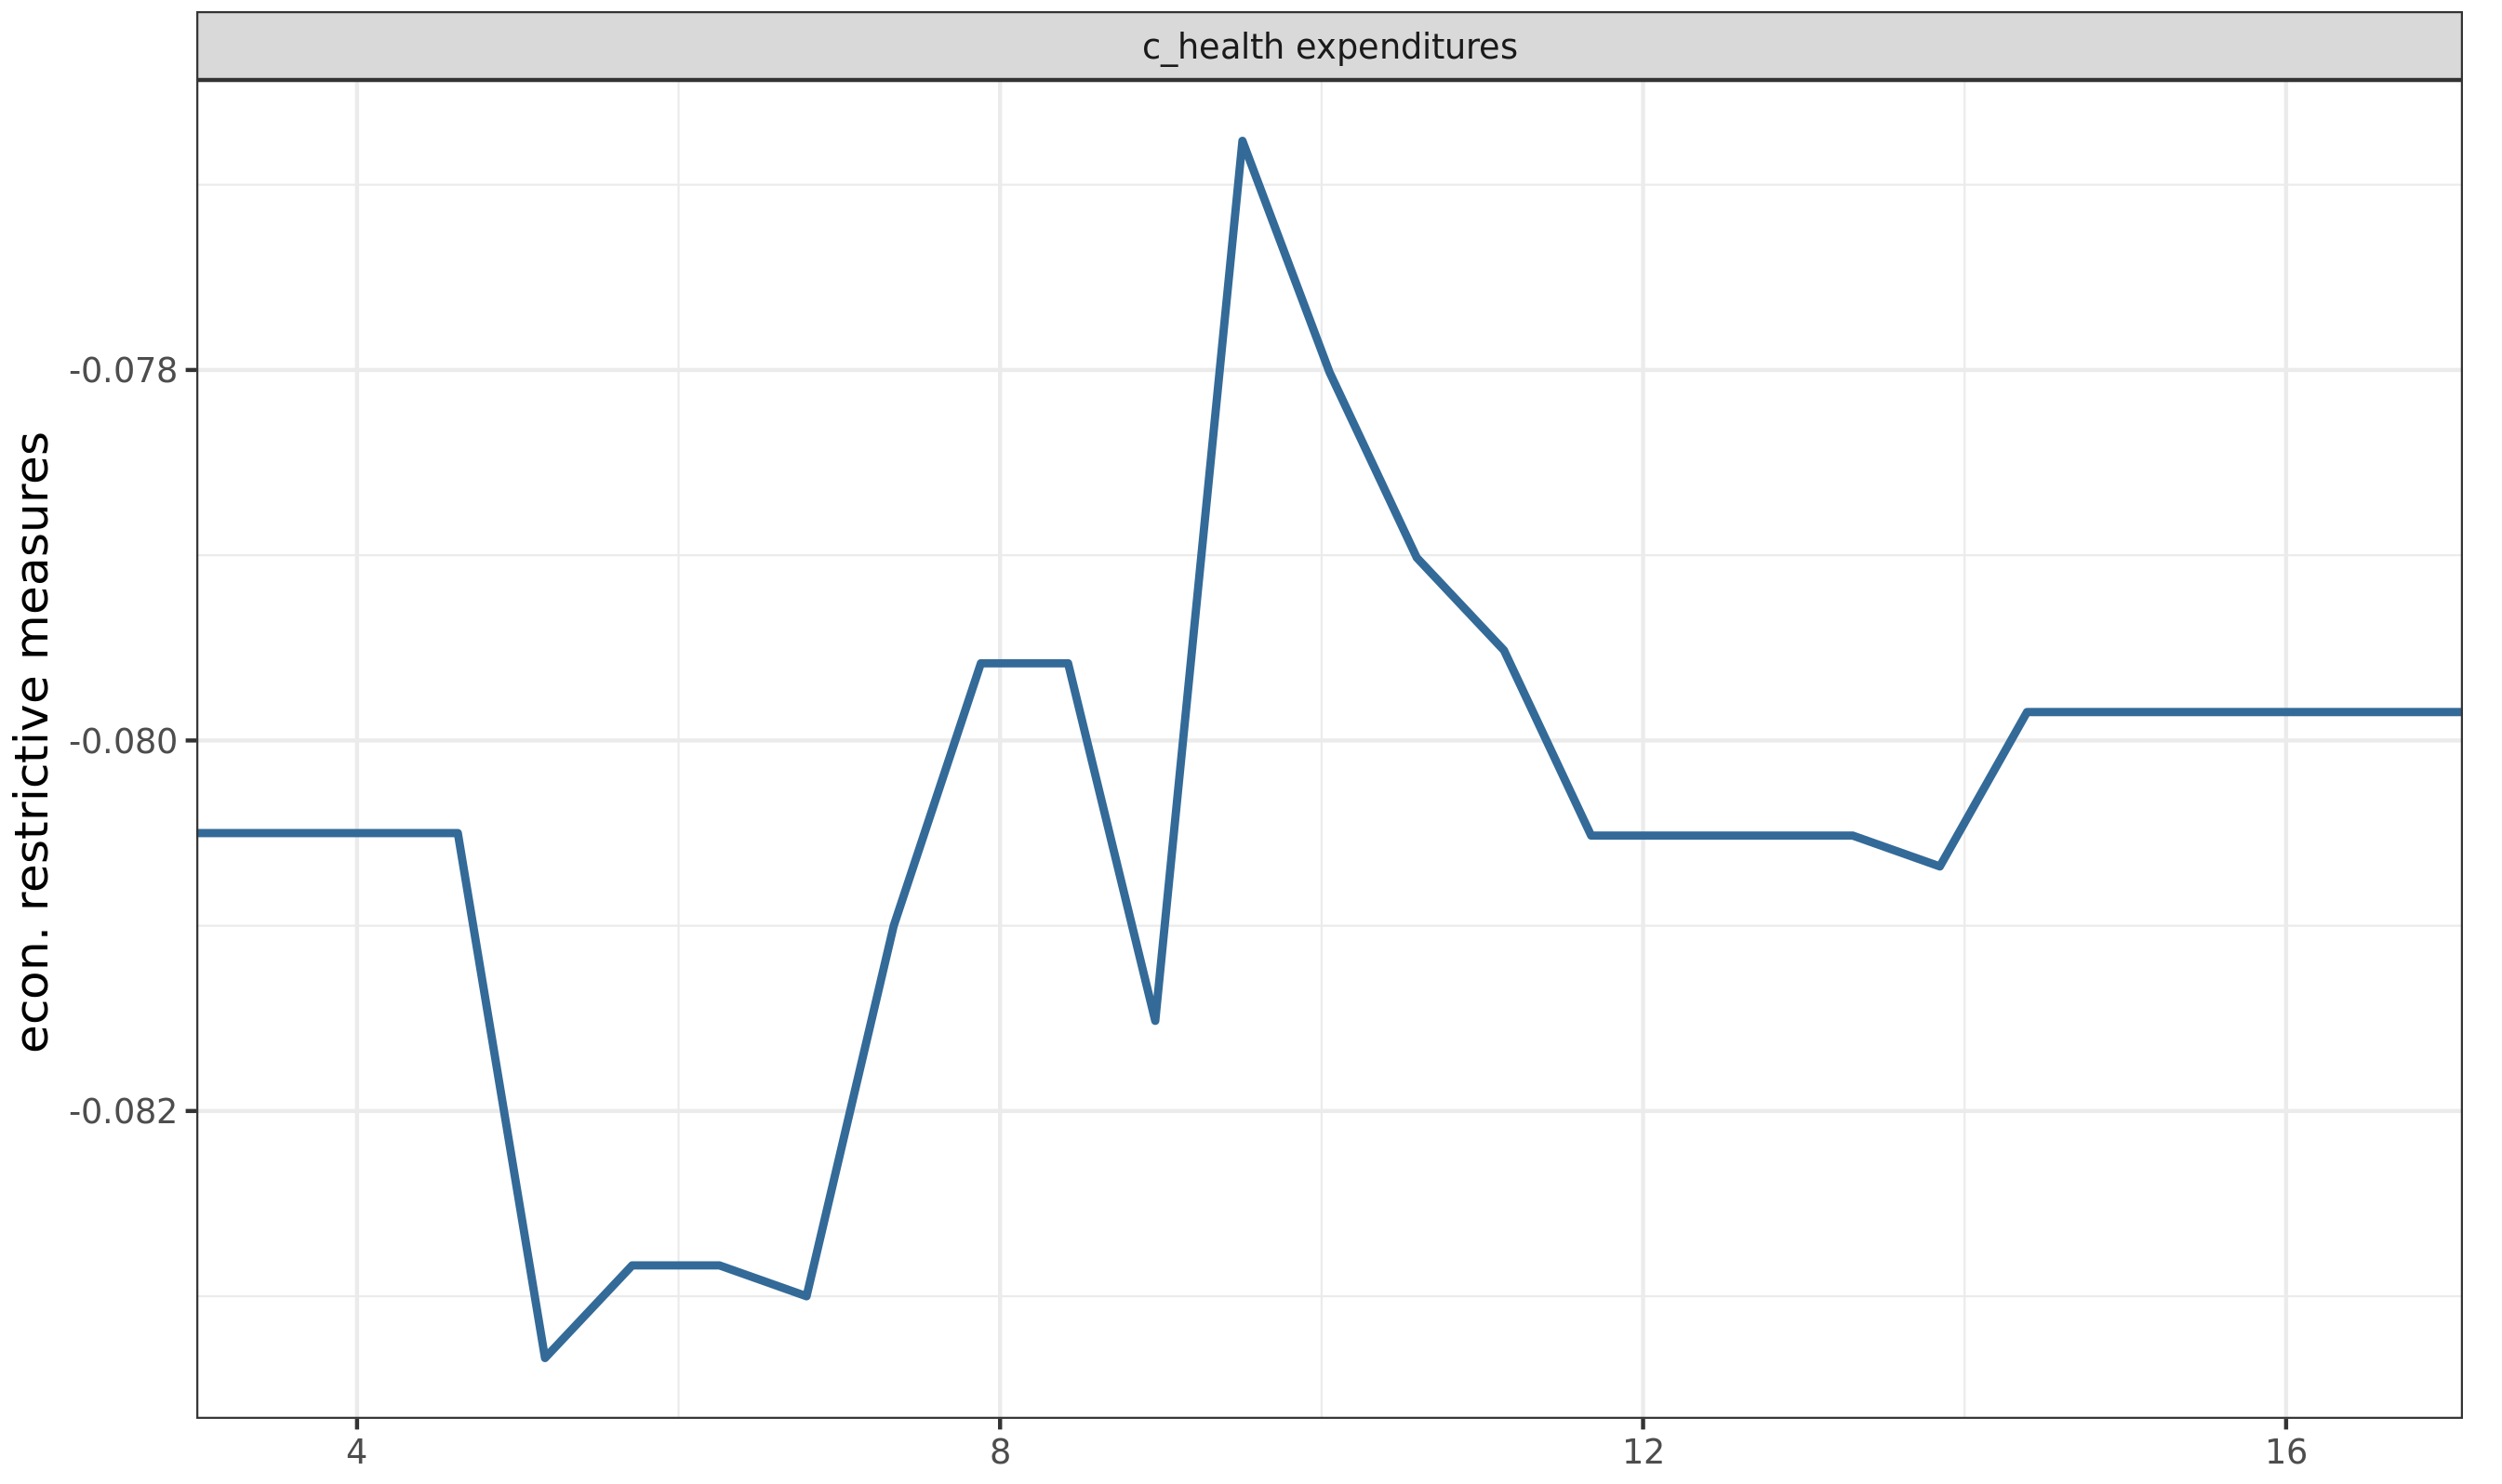 c_health expenditures
econ. restrictive measures
-0.078
-0.080
-0.082
4 8 12 16